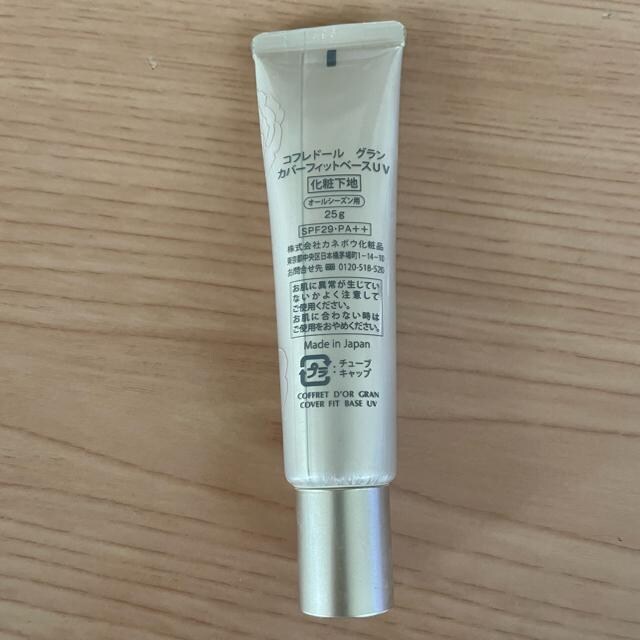 コフレドール グラン
カバーフィットベースUV
化粧下地
オールシーズン用
25g
SPF29・PA++
株式会社カネボウ化粧品
東京都中央区日本橋茅場町1-14-10
お問合せ先 0120-518-520
お肌に異常が生じてい
ないかよく注意して
ご使用ください。
お肌に合わない時は
ご使用をおやめください。
Made in Japan
プラ:チューブ
キャップ
COFFRET D'OR GRAN
COVER FIT BASE UV